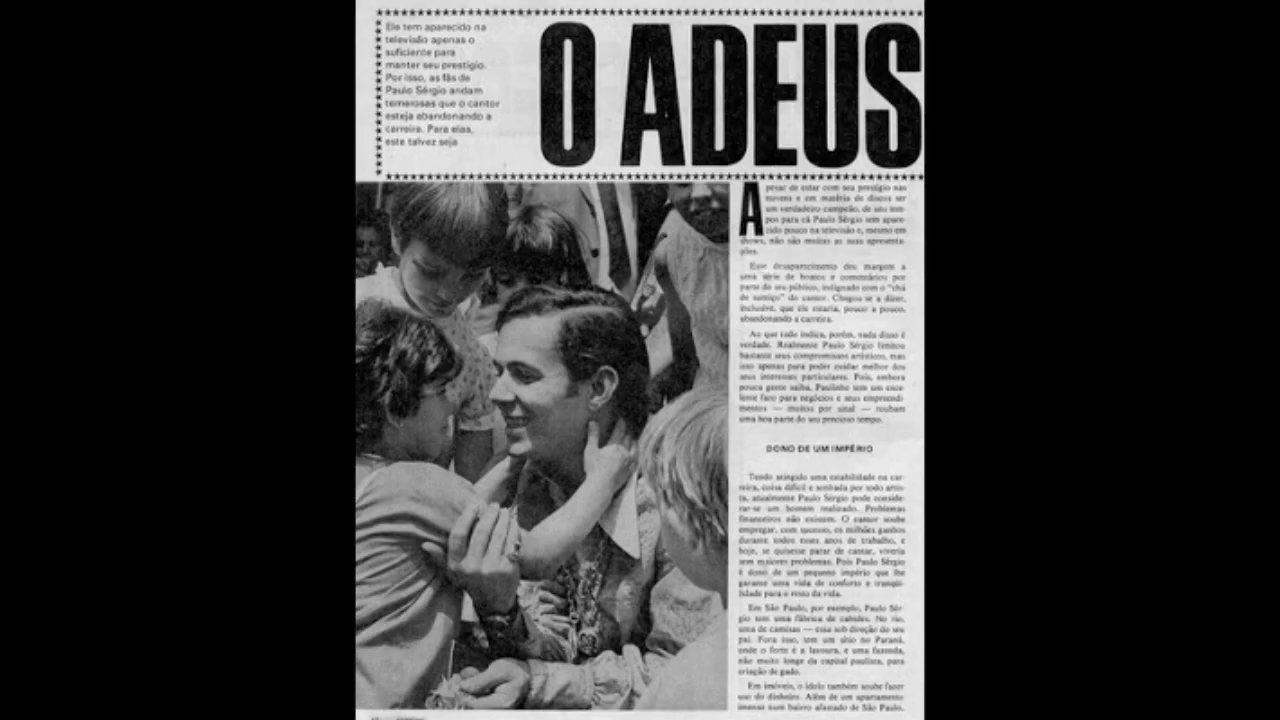 Ele tem aparecido na
televisão apenas o
suficiente para
manter seu prestígio.
Por isso, as fãs de
Paulo Sérgio andam
temerosas que o cantor
esteja abandonando a
carreira. Para elas,
este talvez seja
O ADEUS
Apesar de estar com seu prestígio nas
nuvens e em matéria de discos ser
um verdadeiro campeão, de uns tem-
pos para cá Paulo Sérgio tem apare-
cido pouco na televisão e, mesmo em
shows, não são muitas as suas apresenta-
ções.
Esse desaparecimento deu margem a
uma série de boatos e comentários por
parte do seu público, indignado com o "chá
de sumiço" do cantor. Chegou-se a dizer,
inclusive, que ele estaria, pouco a pouco,
abandonando a carreira.
Ao que tudo indica, porém, nada disso é
verdade. Realmente Paulo Sérgio limitou
bastante seus compromissos artísticos, mas
isso apenas para poder cuidar melhor dos
seus interesses particulares. Pois, embora
pouca gente saiba, Paulinho tem um exce-
lente faro para negócios e seus empreendi-
mentos — muitos por sinal — roubam
uma boa parte do seu precioso tempo.
DONO DE UM IMPÉRIO
Tendo atingido uma estabilidade na car-
reira, coisa difícil e sonhada por todo artis-
ta, atualmente Paulo Sérgio pode conside-
rar-se um homem realizado. Problemas
financeiros não existem. O cantor soube
empregar, com sucesso, os milhões ganhos
durante todos esses anos de trabalho, e
hoje, se quisesse parar de cantar, viveria
sem maiores problemas. Pois Paulo Sérgio
é dono de um pequeno império que lhe
garante uma vida de conforto e tranqüi-
lidade para o resto da vida.
Em São Paulo, por exemplo, Paulo Sér-
gio tem uma fábrica de cabides. No rio,
uma de camisas — essa sob direção do seu
pai. Fora isso, tem um sítio no Paraná,
onde o forte é a lavoura, e uma fazenda,
não muito longe da capital paulista, para
criação de gado.
Em imóveis, o ídolo também soube fazer
uso do dinheiro. Além de um apartamento
imenso num bairro afastado de São Paulo,